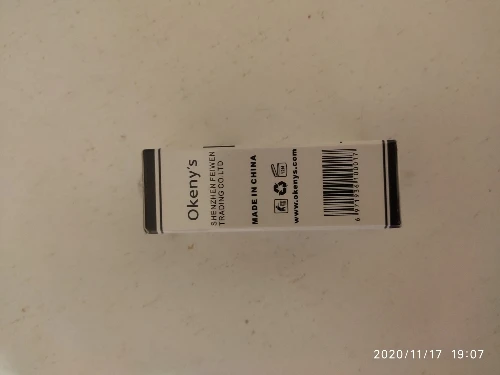 Okeny's
SHENZHEN FEIWEN
TRADING CO.LTD
MADE IN CHINA
www.okenys.com
2020/11/17 19:07